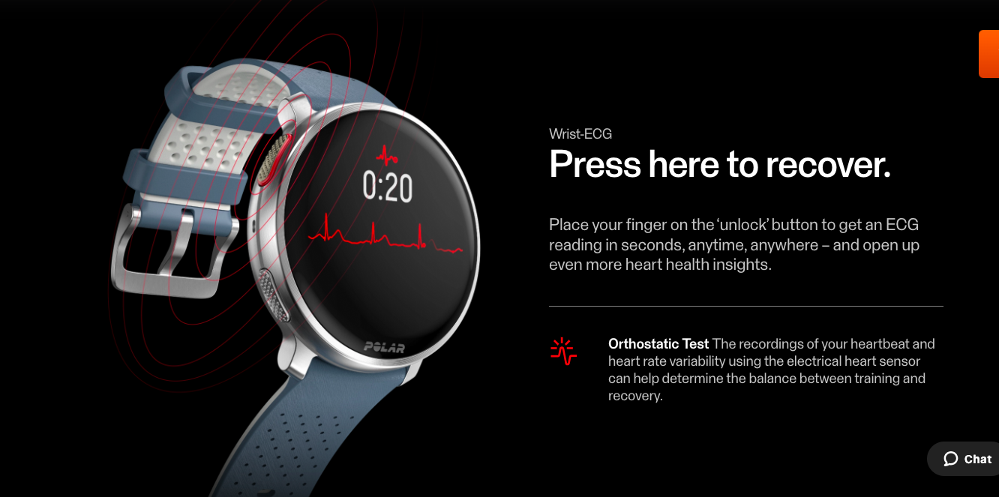 Wrist-ECG
Press here to recover.
0:20
Place your finger on the ‘unlock’ button to get an ECG
reading in seconds, anytime, anywhere – and open up
even more heart health insights.
POLAR
Orthostatic Test The recordings of your heartbeat and
heart rate variability using the electrical heart sensor
can help determine the balance between training and
recovery.
Chat